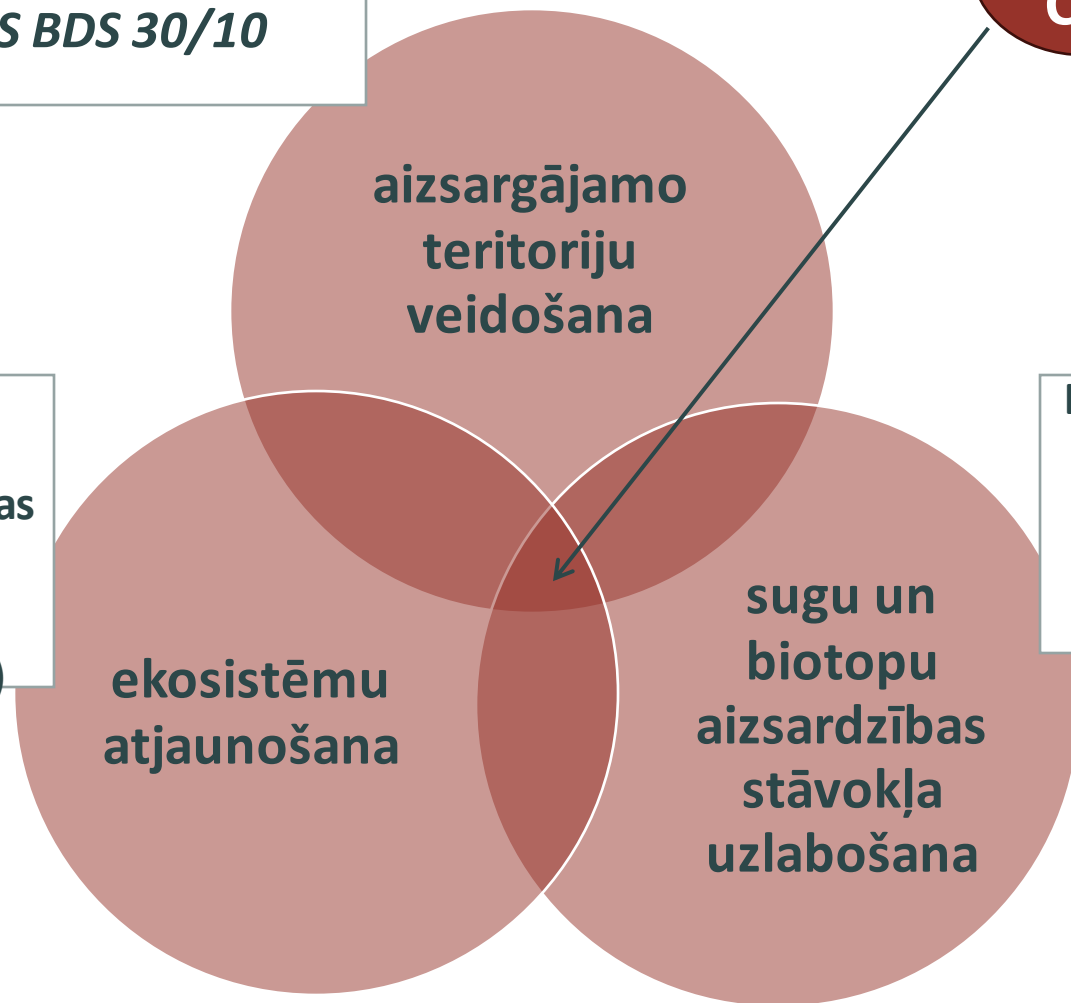 S BDS 30/10
aizsargājamo
teritoriju
veidošana
as
ekosistēmu
atjaunošana
sugu un
biotopu
aizsardzības
stāvokļa
uzlabošana